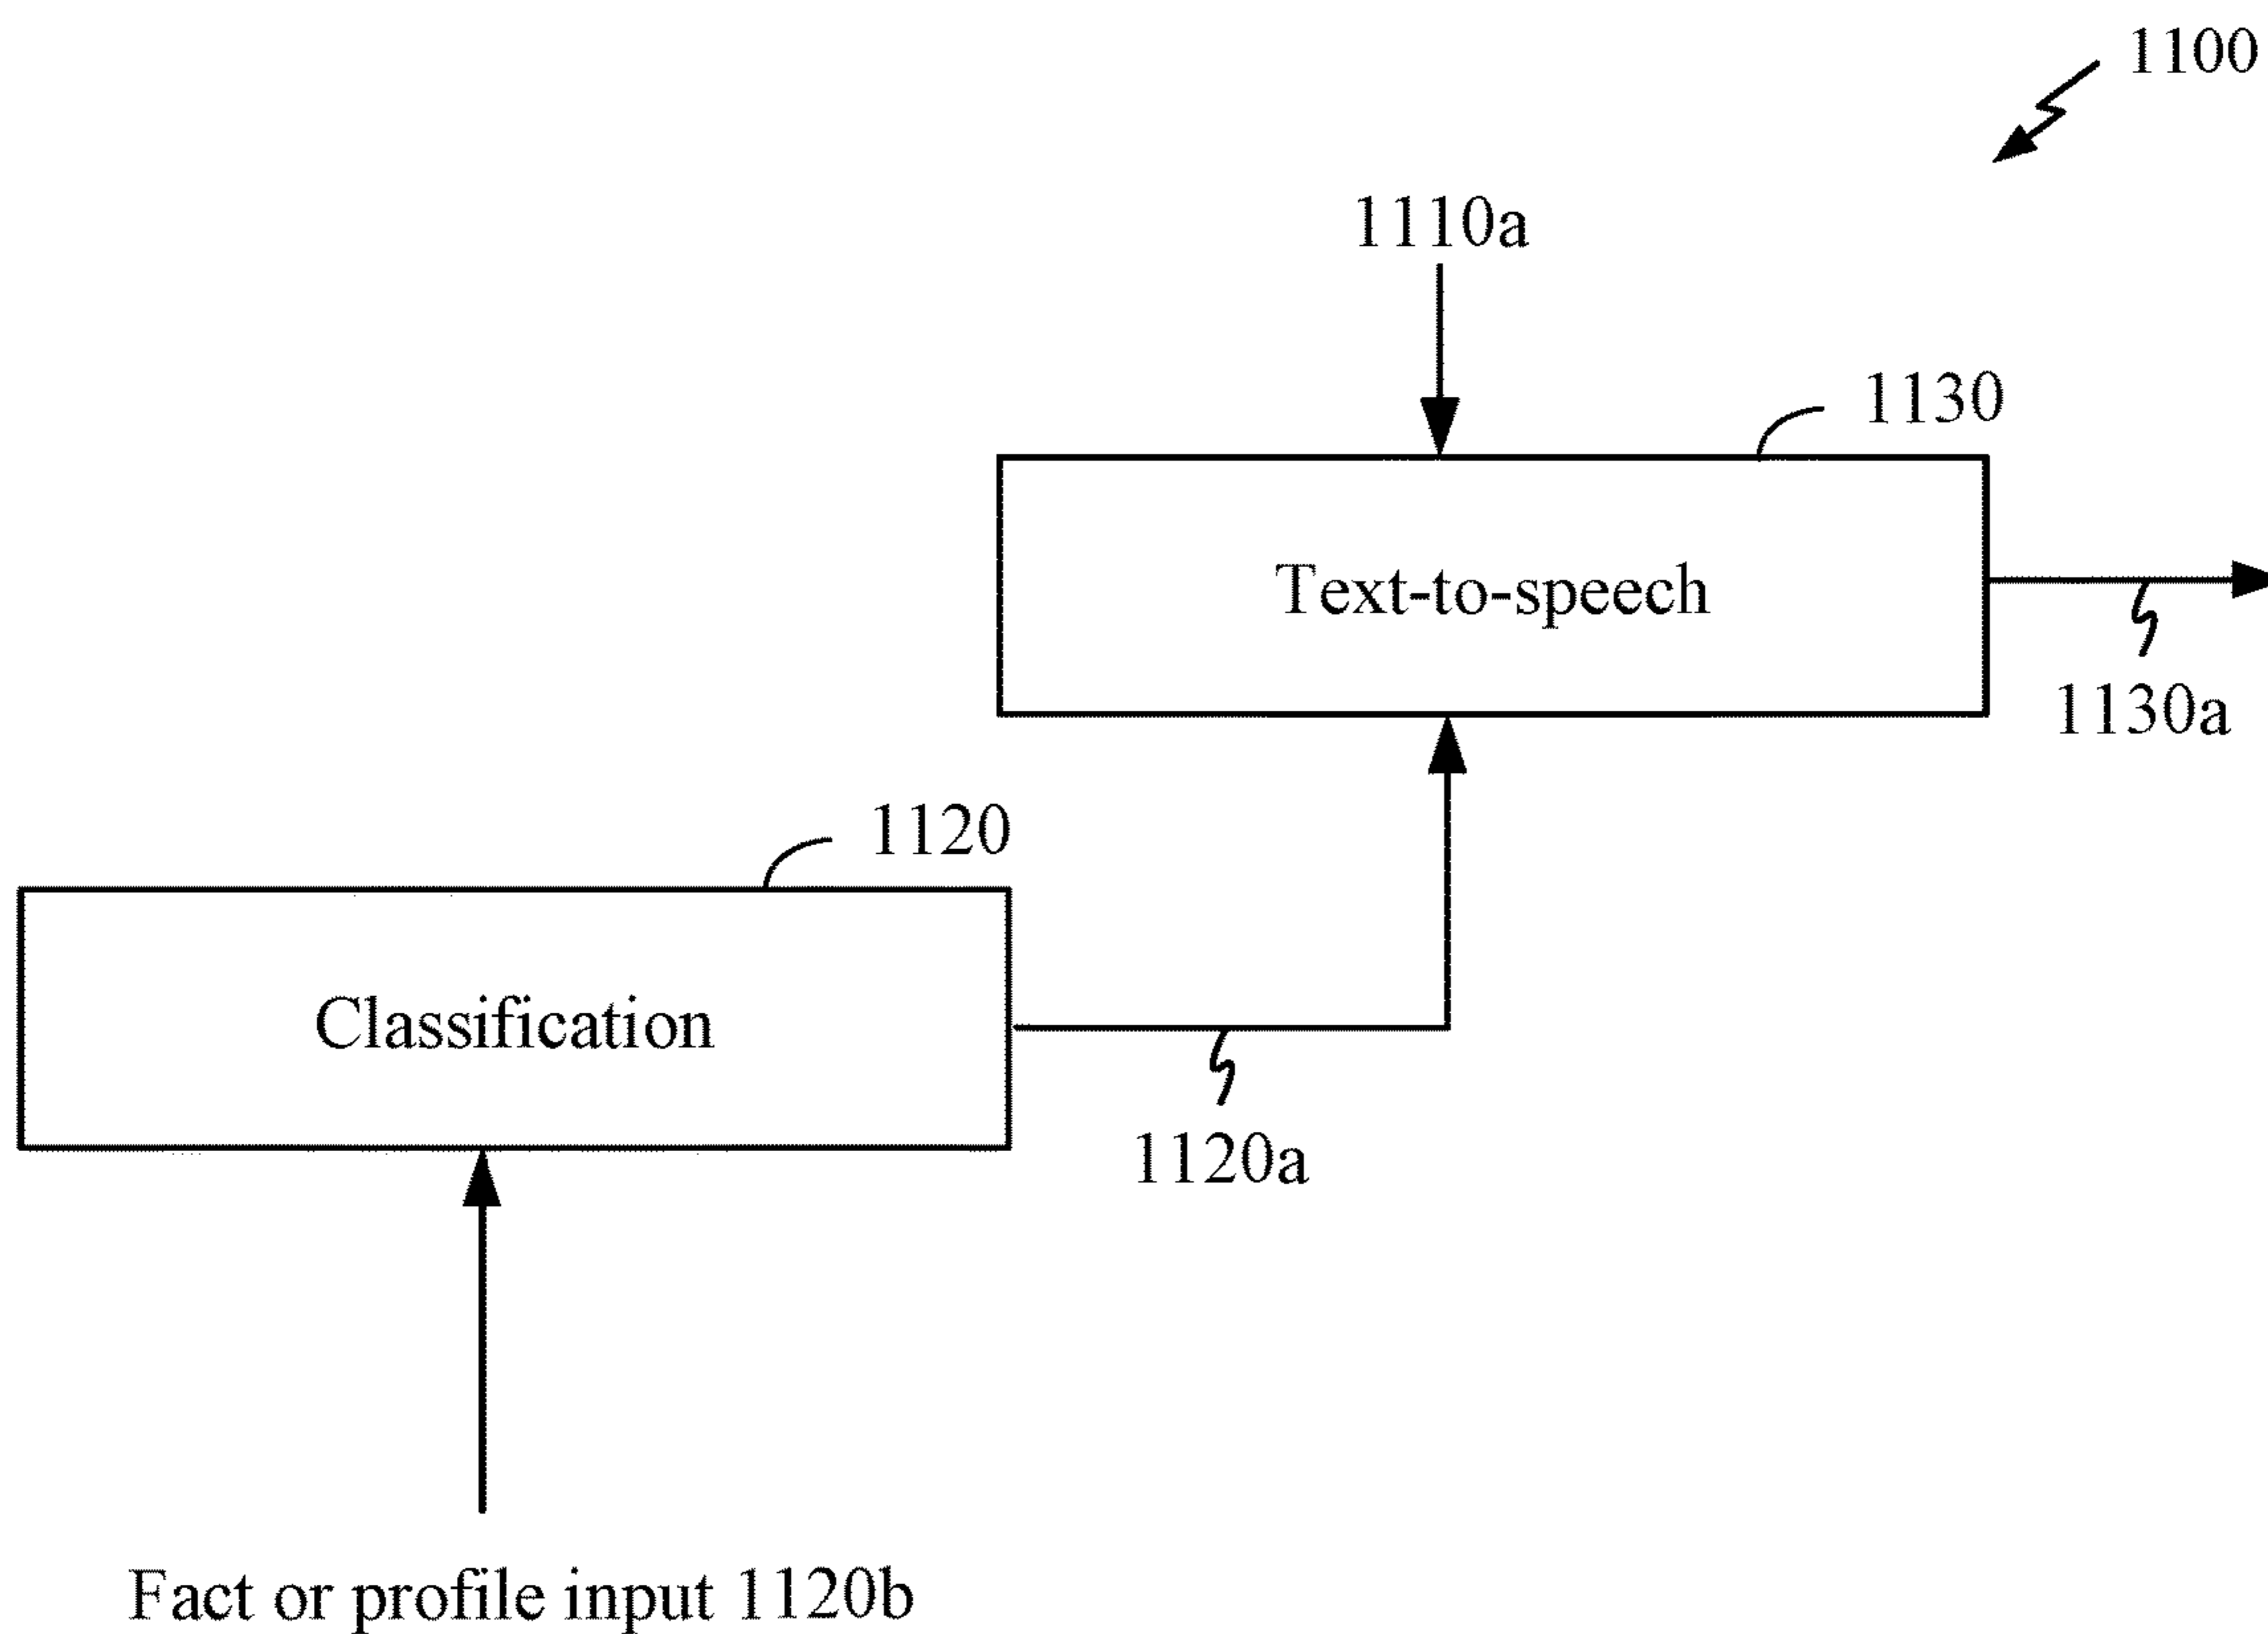 1100
1110a
1130
Text-to-speech
1130a
1120
Classification
1120a
Fact or profile input 1120b